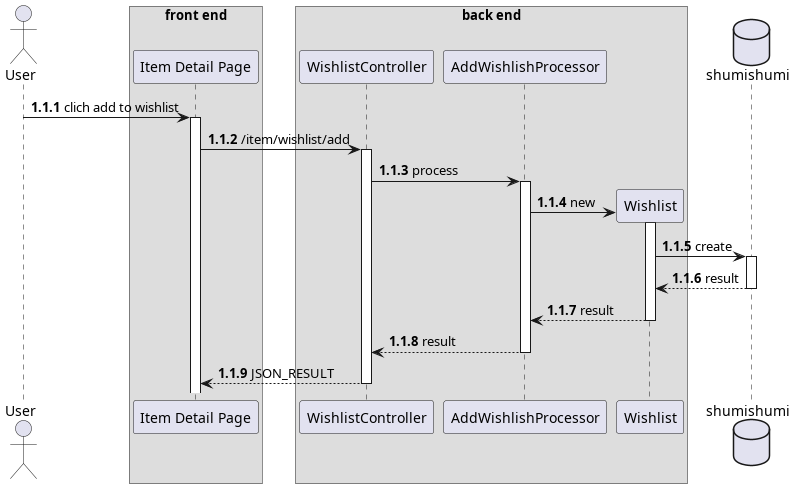 front end
back end
User
Item Detail Page
WishlistController
AddWishlishProcessor
shumishumi
1.1.1 clich add to wishlist
1.1.2 /item/wishlist/add
1.1.3 process
1.1.4 new
Wishlist
1.1.5 create
1.1.6 result
1.1.7 result
1.1.8 result
1.1.9 JSON_RESULT
User
Item Detail Page
WishlistController
AddWishlishProcessor
Wishlist
shumishumi